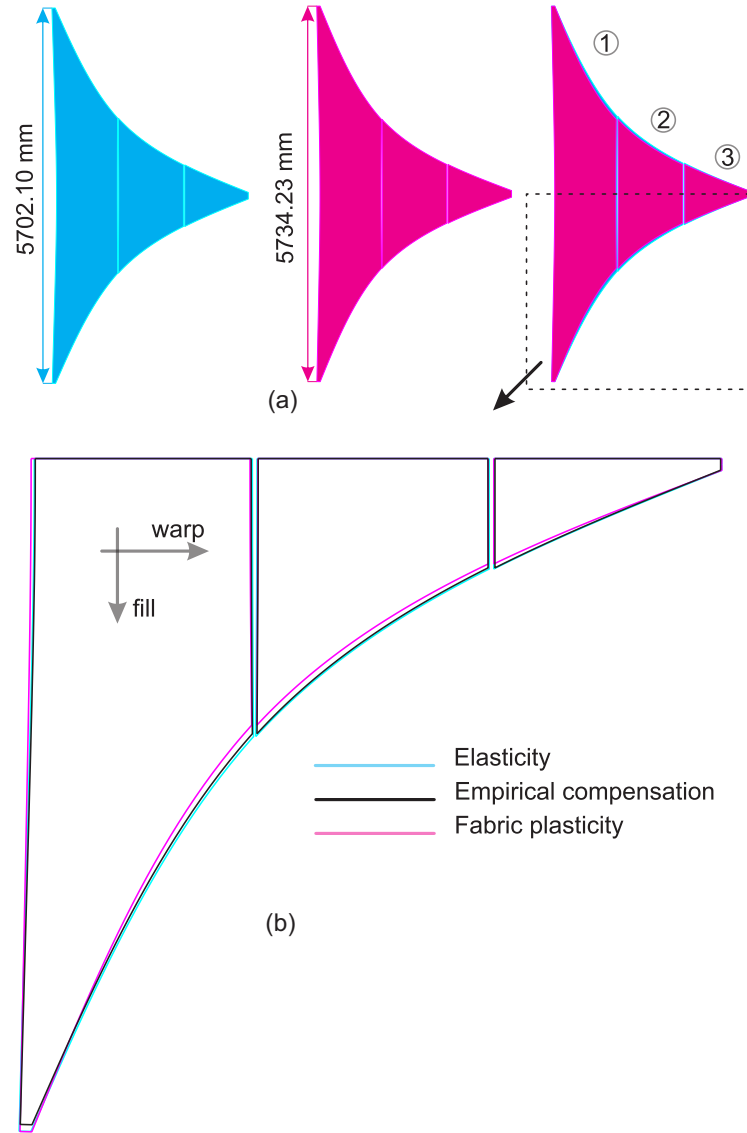 5702.10 mm
5734.23 mm
①
②
③
(a)
warp
fill
Elasticity
Empirical compensation
Fabric plasticity
(b)